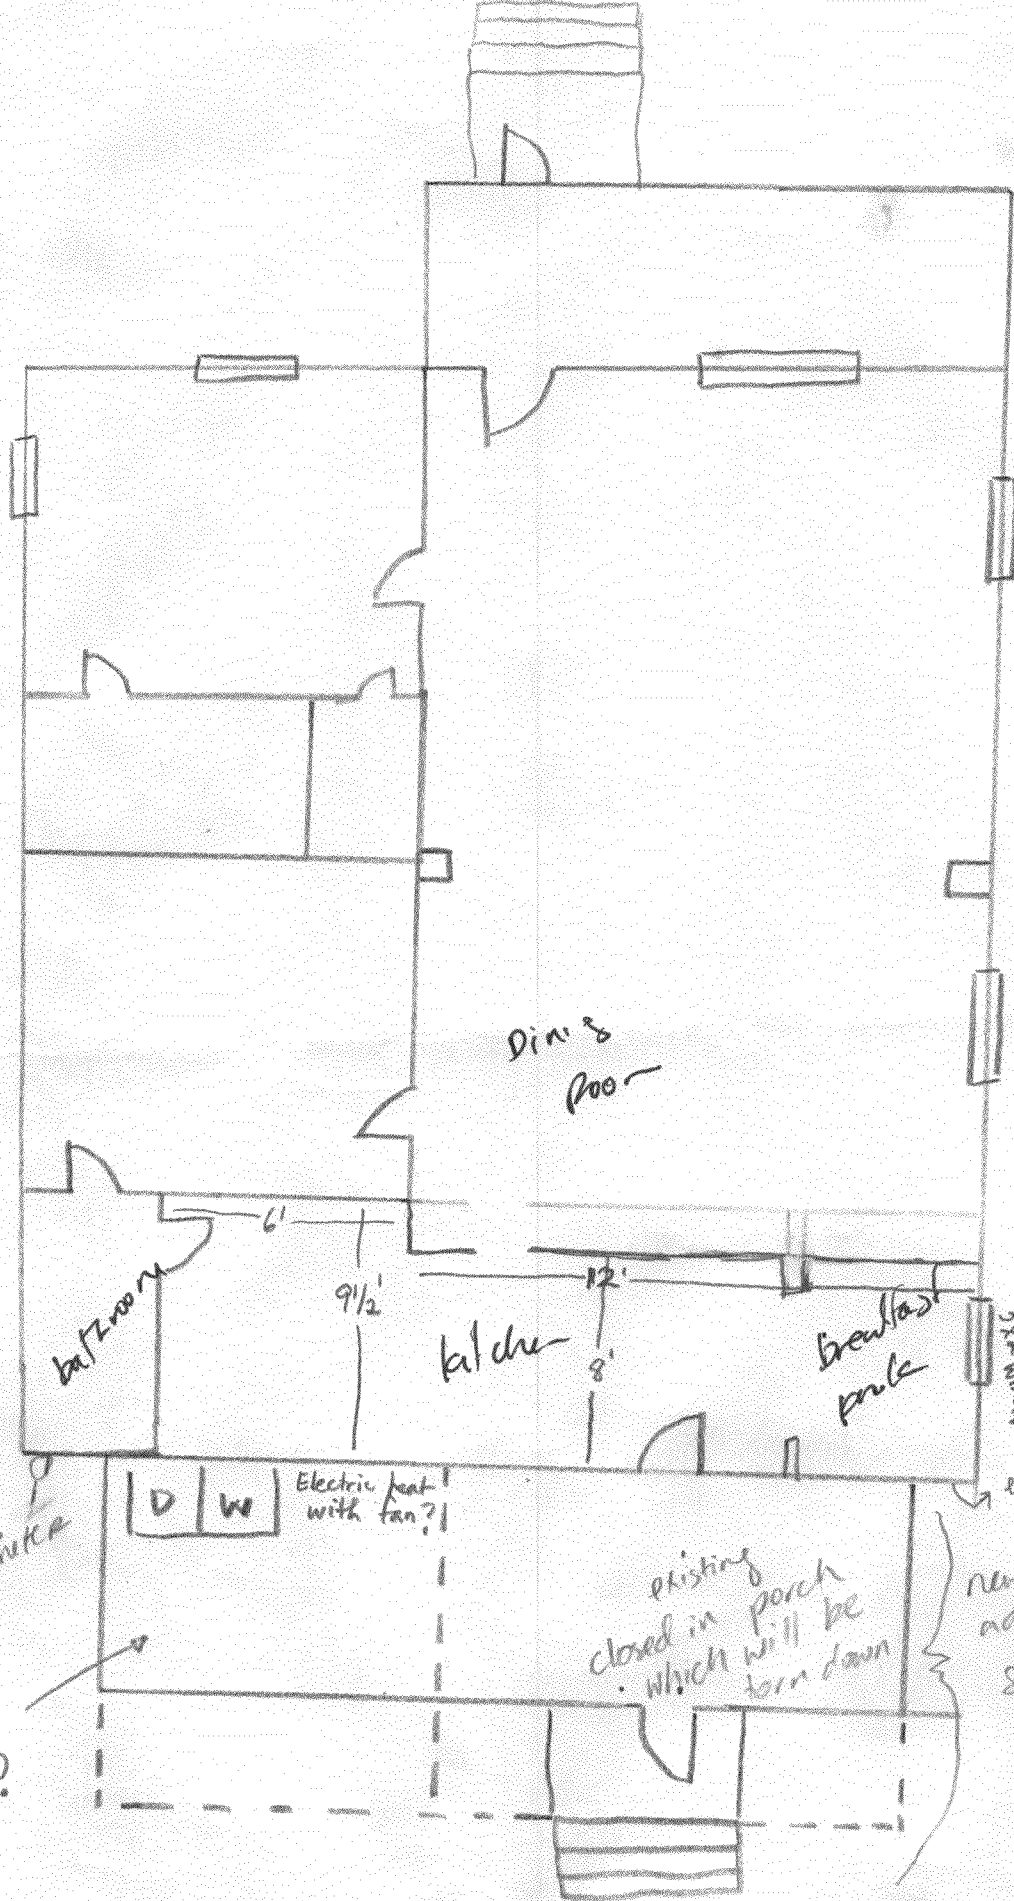 Dining
Room
6'
9 1/2'
12'
8'
bathroom
kitchen
breakfast
D W
Electric heat
with fan?
existing
closed in porch
which will be
torn down